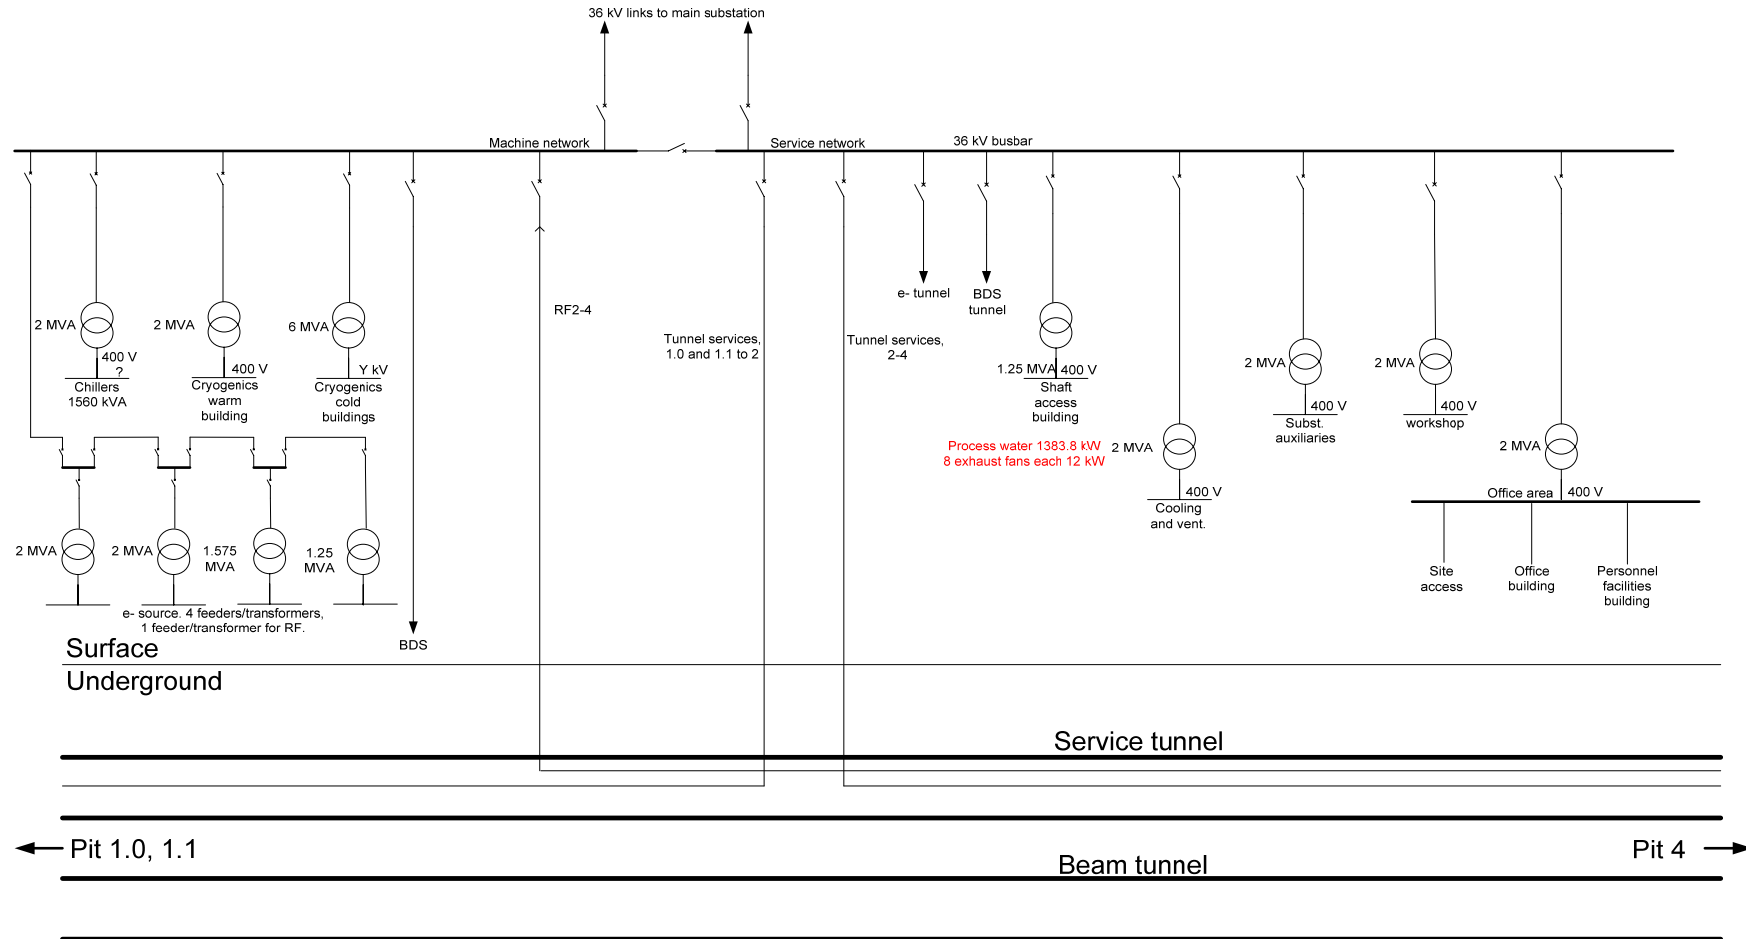 36 kV links to main substation
Machine network
Service network
36 kV busbar
2 MVA
400 V
?
Chillers
1560 kVA
2 MVA
400 V
Cryogenics
warm
building
6 MVA
Y kV
Cryogenics
cold
buildings
RF2-4
Tunnel services,
1.0 and 1.1 to 2
Tunnel services,
2-4
e- tunnel
BDS
tunnel
1.25 MVA
400 V
Shaft
access
building
Process water 1383.8 kW
8 exhaust fans each 12 kW
2 MVA
400 V
Cooling
and vent.
2 MVA
400 V
Subst.
auxiliaries
2 MVA
400 V
workshop
2 MVA
Office area
400 V
Site
access
Office
building
Personnel
facilities
building
2 MVA
2 MVA
1.575
MVA
1.25
MVA
e- source. 4 feeders/transformers,
1 feeder/transformer for RF.
BDS
Surface
Underground
Service tunnel
Pit 1.0, 1.1
Pit 4
Beam tunnel